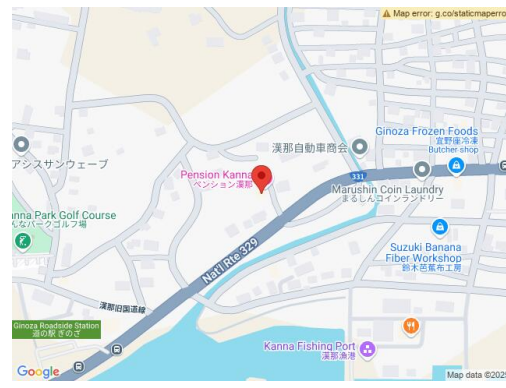 Map error: g.co/staticmaperro
Ginoza Frozen Foods
宜野座冷凍
Butcher shop
漢那自動車商会
アシスサンウェーブ
Pension Kanna
ペンション漢那
331
Marushin Coin Laundry
まるしんコインランドリー
nna Park Golf Course
んなパークゴルフ場
Nat'l Rte 329
Suzuki Banana
Fiber Workshop
鈴木芭蕉布工房
漢那旧国道線
Ginoza Roadside Station
道の駅 ぎのざ
Kanna Fishing Port
漢那漁港
Google
Map data ©2025